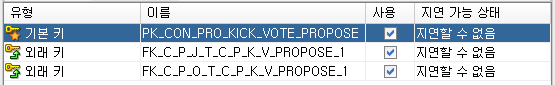 유형 이름 사용 지연 가능 상태
기본 키 PK_CON_PRO_KICK_VOTE_PROPOSE 지연할 수 없음
외래 키 FK_C_P_J_T_C_P_K_V_PROPOSE_1 지연할 수 없음
외래 키 FK_C_P_O_T_C_P_K_V_PROPOSE_1 지연할 수 없음